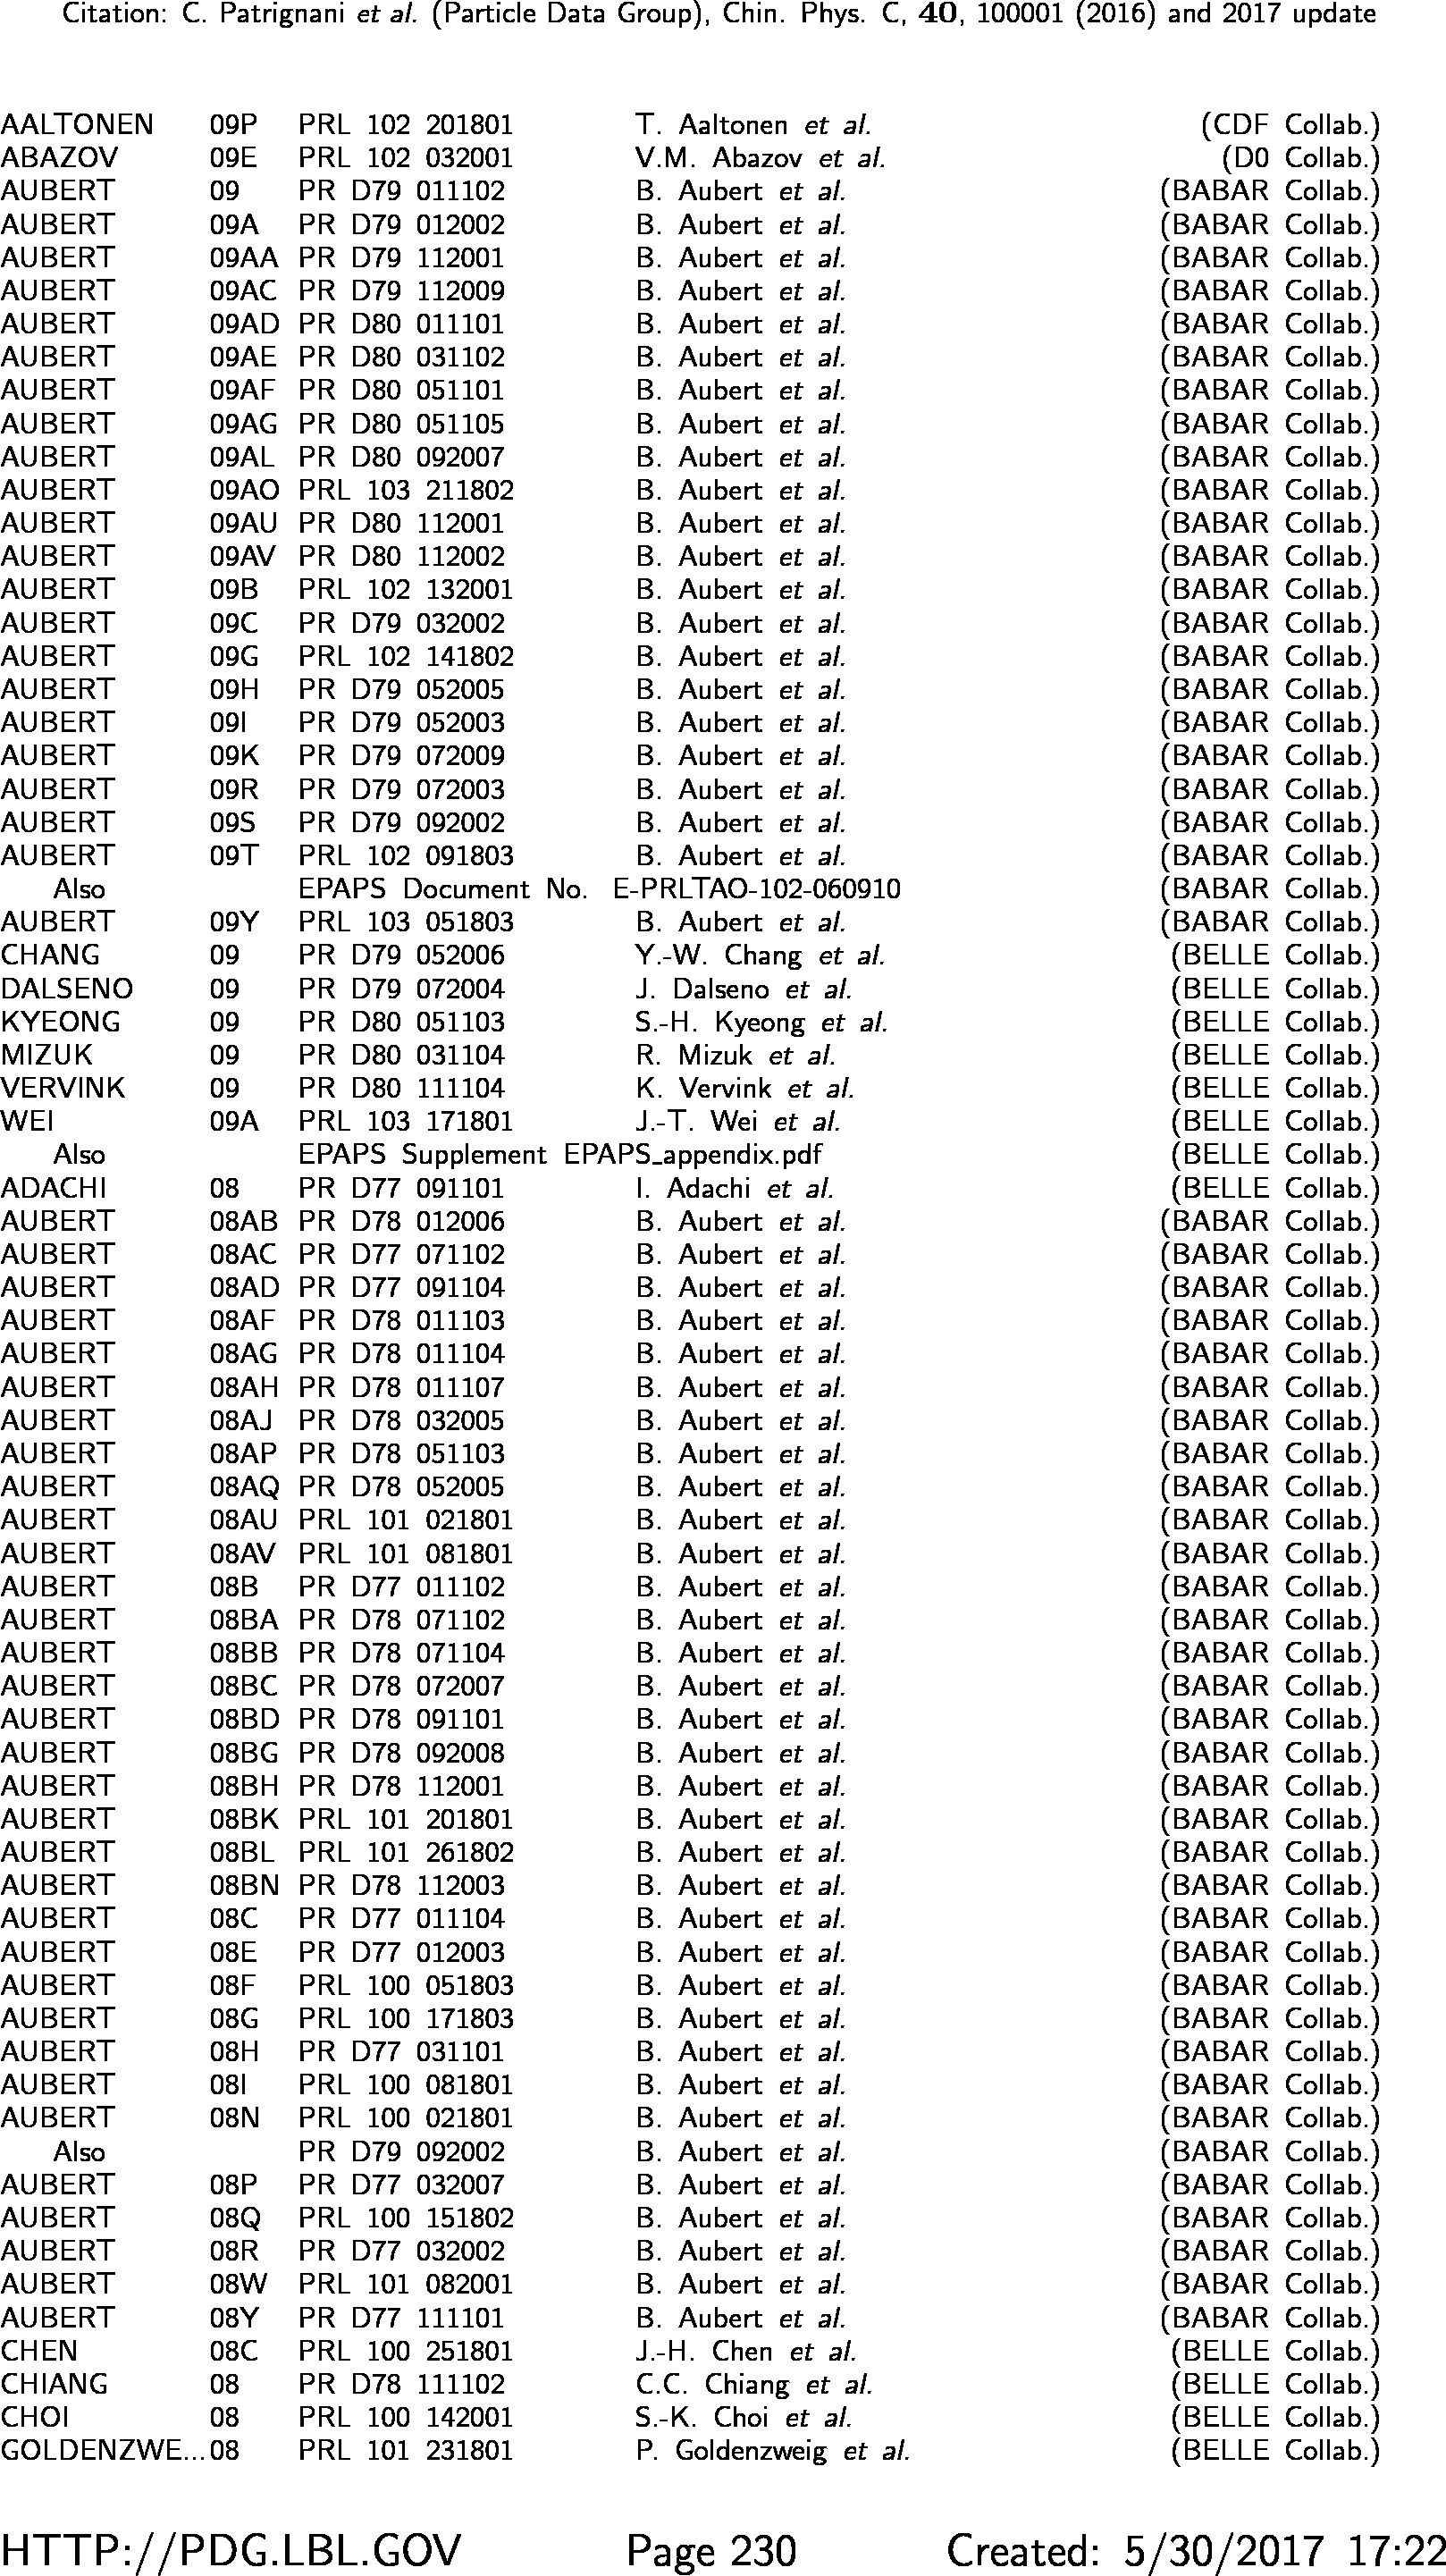 Citation: C. Patrignani et al. (Particle Data Group), Chin. Phys. C, 40, 100001 (2016) and 2017 update
AALTONEN 09P PRL 102 201801 T. Aaltonen et al. (CDF Collab.)
ABAZOV 09E PRL 102 032001 V.M. Abazov et al. (D0 Collab.)
AUBERT 09 PR D79 011102 B. Aubert et al. (BABAR Collab.)
AUBERT 09A PR D79 012002 B. Aubert et al. (BABAR Collab.)
AUBERT 09AA PR D79 112001 B. Aubert et al. (BABAR Collab.)
AUBERT 09AC PR D79 112009 B. Aubert et al. (BABAR Collab.)
AUBERT 09AD PR D80 011101 B. Aubert et al. (BABAR Collab.)
AUBERT 09AE PR D80 031102 B. Aubert et al. (BABAR Collab.)
AUBERT 09AF PR D80 051101 B. Aubert et al. (BABAR Collab.)
AUBERT 09AG PR D80 051105 B. Aubert et al. (BABAR Collab.)
AUBERT 09AL PR D80 092007 B. Aubert et al. (BABAR Collab.)
AUBERT 09AO PRL 103 211802 B. Aubert et al. (BABAR Collab.)
AUBERT 09AU PR D80 112001 B. Aubert et al. (BABAR Collab.)
AUBERT 09AV PR D80 112002 B. Aubert et al. (BABAR Collab.)
AUBERT 09B PRL 102 132001 B. Aubert et al. (BABAR Collab.)
AUBERT 09C PR D79 032002 B. Aubert et al. (BABAR Collab.)
AUBERT 09G PRL 102 141802 B. Aubert et al. (BABAR Collab.)
AUBERT 09H PR D79 052005 B. Aubert et al. (BABAR Collab.)
AUBERT 09I PR D79 052003 B. Aubert et al. (BABAR Collab.)
AUBERT 09K PR D79 072009 B. Aubert et al. (BABAR Collab.)
AUBERT 09R PR D79 072003 B. Aubert et al. (BABAR Collab.)
AUBERT 09S PR D79 092002 B. Aubert et al. (BABAR Collab.)
AUBERT 09T PRL 102 091803 B. Aubert et al. (BABAR Collab.)
Also EPAPS Document No. E-PRLTAO-102-060910 (BABAR Collab.)
AUBERT 09Y PRL 103 051803 B. Aubert et al. (BABAR Collab.)
CHANG 09 PR D79 052006 Y.-W. Chang et al. (BELLE Collab.)
DALSENO 09 PR D79 072004 J. Dalseno et al. (BELLE Collab.)
KYEONG 09 PR D80 051103 S.-H. Kyeong et al. (BELLE Collab.)
MIZUK 09 PR D80 031104 R. Mizuk et al. (BELLE Collab.)
VERVINK 09 PR D80 111104 K. Vervink et al. (BELLE Collab.)
WEI 09A PRL 103 171801 J.-T. Wei et al. (BELLE Collab.)
Also EPAPS Supplement EPAPS_appendix.pdf (BELLE Collab.)
ADACHI 08 PR D77 091101 I. Adachi et al. (BELLE Collab.)
AUBERT 08AB PR D78 012006 B. Aubert et al. (BABAR Collab.)
AUBERT 08AC PR D77 071102 B. Aubert et al. (BABAR Collab.)
AUBERT 08AD PR D77 091104 B. Aubert et al. (BABAR Collab.)
AUBERT 08AF PR D78 011103 B. Aubert et al. (BABAR Collab.)
AUBERT 08AG PR D78 011104 B. Aubert et al. (BABAR Collab.)
AUBERT 08AH PR D78 011107 B. Aubert et al. (BABAR Collab.)
AUBERT 08AJ PR D78 032005 B. Aubert et al. (BABAR Collab.)
AUBERT 08AP PR D78 051103 B. Aubert et al. (BABAR Collab.)
AUBERT 08AQ PR D78 052005 B. Aubert et al. (BABAR Collab.)
AUBERT 08AU PRL 101 021801 B. Aubert et al. (BABAR Collab.)
AUBERT 08AV PRL 101 081801 B. Aubert et al. (BABAR Collab.)
AUBERT 08B PR D77 011102 B. Aubert et al. (BABAR Collab.)
AUBERT 08BA PR D78 071102 B. Aubert et al. (BABAR Collab.)
AUBERT 08BB PR D78 071104 B. Aubert et al. (BABAR Collab.)
AUBERT 08BC PR D78 072007 B. Aubert et al. (BABAR Collab.)
AUBERT 08BD PR D78 091101 B. Aubert et al. (BABAR Collab.)
AUBERT 08BG PR D78 092008 B. Aubert et al. (BABAR Collab.)
AUBERT 08BH PR D78 112001 B. Aubert et al. (BABAR Collab.)
AUBERT 08BK PRL 101 201801 B. Aubert et al. (BABAR Collab.)
AUBERT 08BL PRL 101 261802 B. Aubert et al. (BABAR Collab.)
AUBERT 08BN PR D78 112003 B. Aubert et al. (BABAR Collab.)
AUBERT 08C PR D77 011104 B. Aubert et al. (BABAR Collab.)
AUBERT 08E PR D77 012003 B. Aubert et al. (BABAR Collab.)
AUBERT 08F PRL 100 051803 B. Aubert et al. (BABAR Collab.)
AUBERT 08G PRL 100 171803 B. Aubert et al. (BABAR Collab.)
AUBERT 08H PR D77 031101 B. Aubert et al. (BABAR Collab.)
AUBERT 08I PRL 100 081801 B. Aubert et al. (BABAR Collab.)
AUBERT 08N PRL 100 021801 B. Aubert et al. (BABAR Collab.)
Also PR D79 092002 B. Aubert et al. (BABAR Collab.)
AUBERT 08P PR D77 032007 B. Aubert et al. (BABAR Collab.)
AUBERT 08Q PRL 100 151802 B. Aubert et al. (BABAR Collab.)
AUBERT 08R PR D77 032002 B. Aubert et al. (BABAR Collab.)
AUBERT 08W PRL 101 082001 B. Aubert et al. (BABAR Collab.)
AUBERT 08Y PR D77 111101 B. Aubert et al. (BABAR Collab.)
CHEN 08C PRL 100 251801 J.-H. Chen et al. (BELLE Collab.)
CHIANG 08 PR D78 111102 C.C. Chiang et al. (BELLE Collab.)
CHOI 08 PRL 100 142001 S.-K. Choi et al. (BELLE Collab.)
GOLDENZWE... 08 PRL 101 231801 P. Goldenzweig et al. (BELLE Collab.)
HTTP://PDG.LBL.GOV Page 230 Created: 5/30/2017 17:22